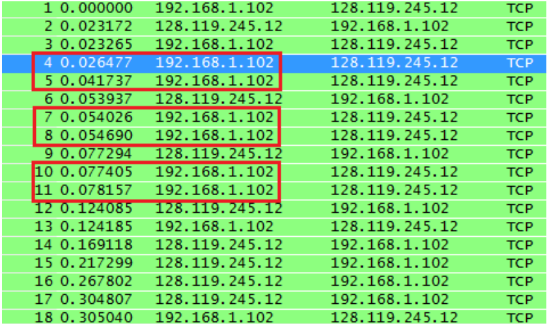 1 0.000000 192.168.1.102 128.119.245.12 TCP
2 0.023172 128.119.245.12 192.168.1.102 TCP
3 0.023265 192.168.1.102 128.119.245.12 TCP
4 0.026477 192.168.1.102 128.119.245.12 TCP
5 0.041737 192.168.1.102 128.119.245.12 TCP
6 0.053937 128.119.245.12 192.168.1.102 TCP
7 0.054026 192.168.1.102 128.119.245.12 TCP
8 0.054690 192.168.1.102 128.119.245.12 TCP
9 0.077294 128.119.245.12 192.168.1.102 TCP
10 0.077405 192.168.1.102 128.119.245.12 TCP
11 0.078157 192.168.1.102 128.119.245.12 TCP
12 0.124085 128.119.245.12 192.168.1.102 TCP
13 0.124185 192.168.1.102 128.119.245.12 TCP
14 0.169118 128.119.245.12 192.168.1.102 TCP
15 0.217299 128.119.245.12 192.168.1.102 TCP
16 0.267802 128.119.245.12 192.168.1.102 TCP
17 0.304807 128.119.245.12 192.168.1.102 TCP
18 0.305040 192.168.1.102 128.119.245.12 TCP